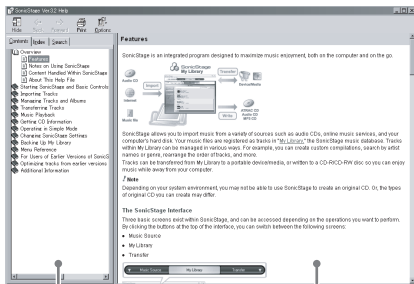 SonicStage Ver3.2 Help
Hide
Back
Forward
Print
Options
Contents Index Search
Overview
Features
Notes on Using SonicStage
Content Handled Within SonicStage
About This Help File
Starting SonicStage and Basic Controls
Importing Tracks
Managing Tracks and Albums
Transferring Tracks
Music Playback
Getting CD Information
Operating in Simple Mode
Changing SonicStage Settings
Backing Up My Library
Menu Reference
For Users of Earlier Versions of SonicS
Optimizing tracks from earlier versions
Additional Information
Features
SonicStage is an integrated program designed to maximize music enjoyment, both on the computer and on the go.
SonicStage
My Library
Audio CD
Import
Transfer
Device/Media
Internet
Write
ATRAC CD
Audio CD
MP3 CD
Music file
SonicStage allows you to import music from a variety of sources such as audio CDs, online music services, and your
computer's hard disk. Your music files are registered as tracks in "My Library," the SonicStage music database. Tracks
within My Library can be managed in various ways. For example, you can create custom compilations, search by artist
names or genre, rearrange the order of tracks, and more.
Tracks can be transferred from My Library to a portable device/media, or written to a CD-R/CD-RW disc so you can enjoy
music while away from your computer.
Note
Depending on your system environment, you may not be able to use SonicStage to create an original CD. Or, the types
of original CD you can create may differ.
The SonicStage Interface
Three basic screens exist within SonicStage, and can be accessed depending on the operations you want to perform.
By clicking the buttons at the top of the interface, you can switch between the following screens:
• Music Source
• My Library
• Transfer
Music Source
My Library
Transfer